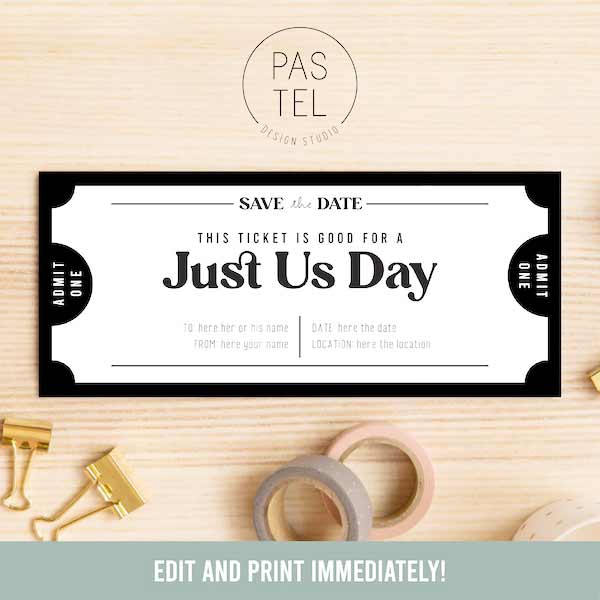 PAS
TEL
DESIGN STUDIO
SAVE the DATE
THIS TICKET IS GOOD FOR A
Just Us Day
ADMIT
ONE
TO: here her or his name
FROM: here your name
DATE: here the date
LOCATION: here the location
ADMIT
ONE
EDIT AND PRINT IMMEDIATELY!